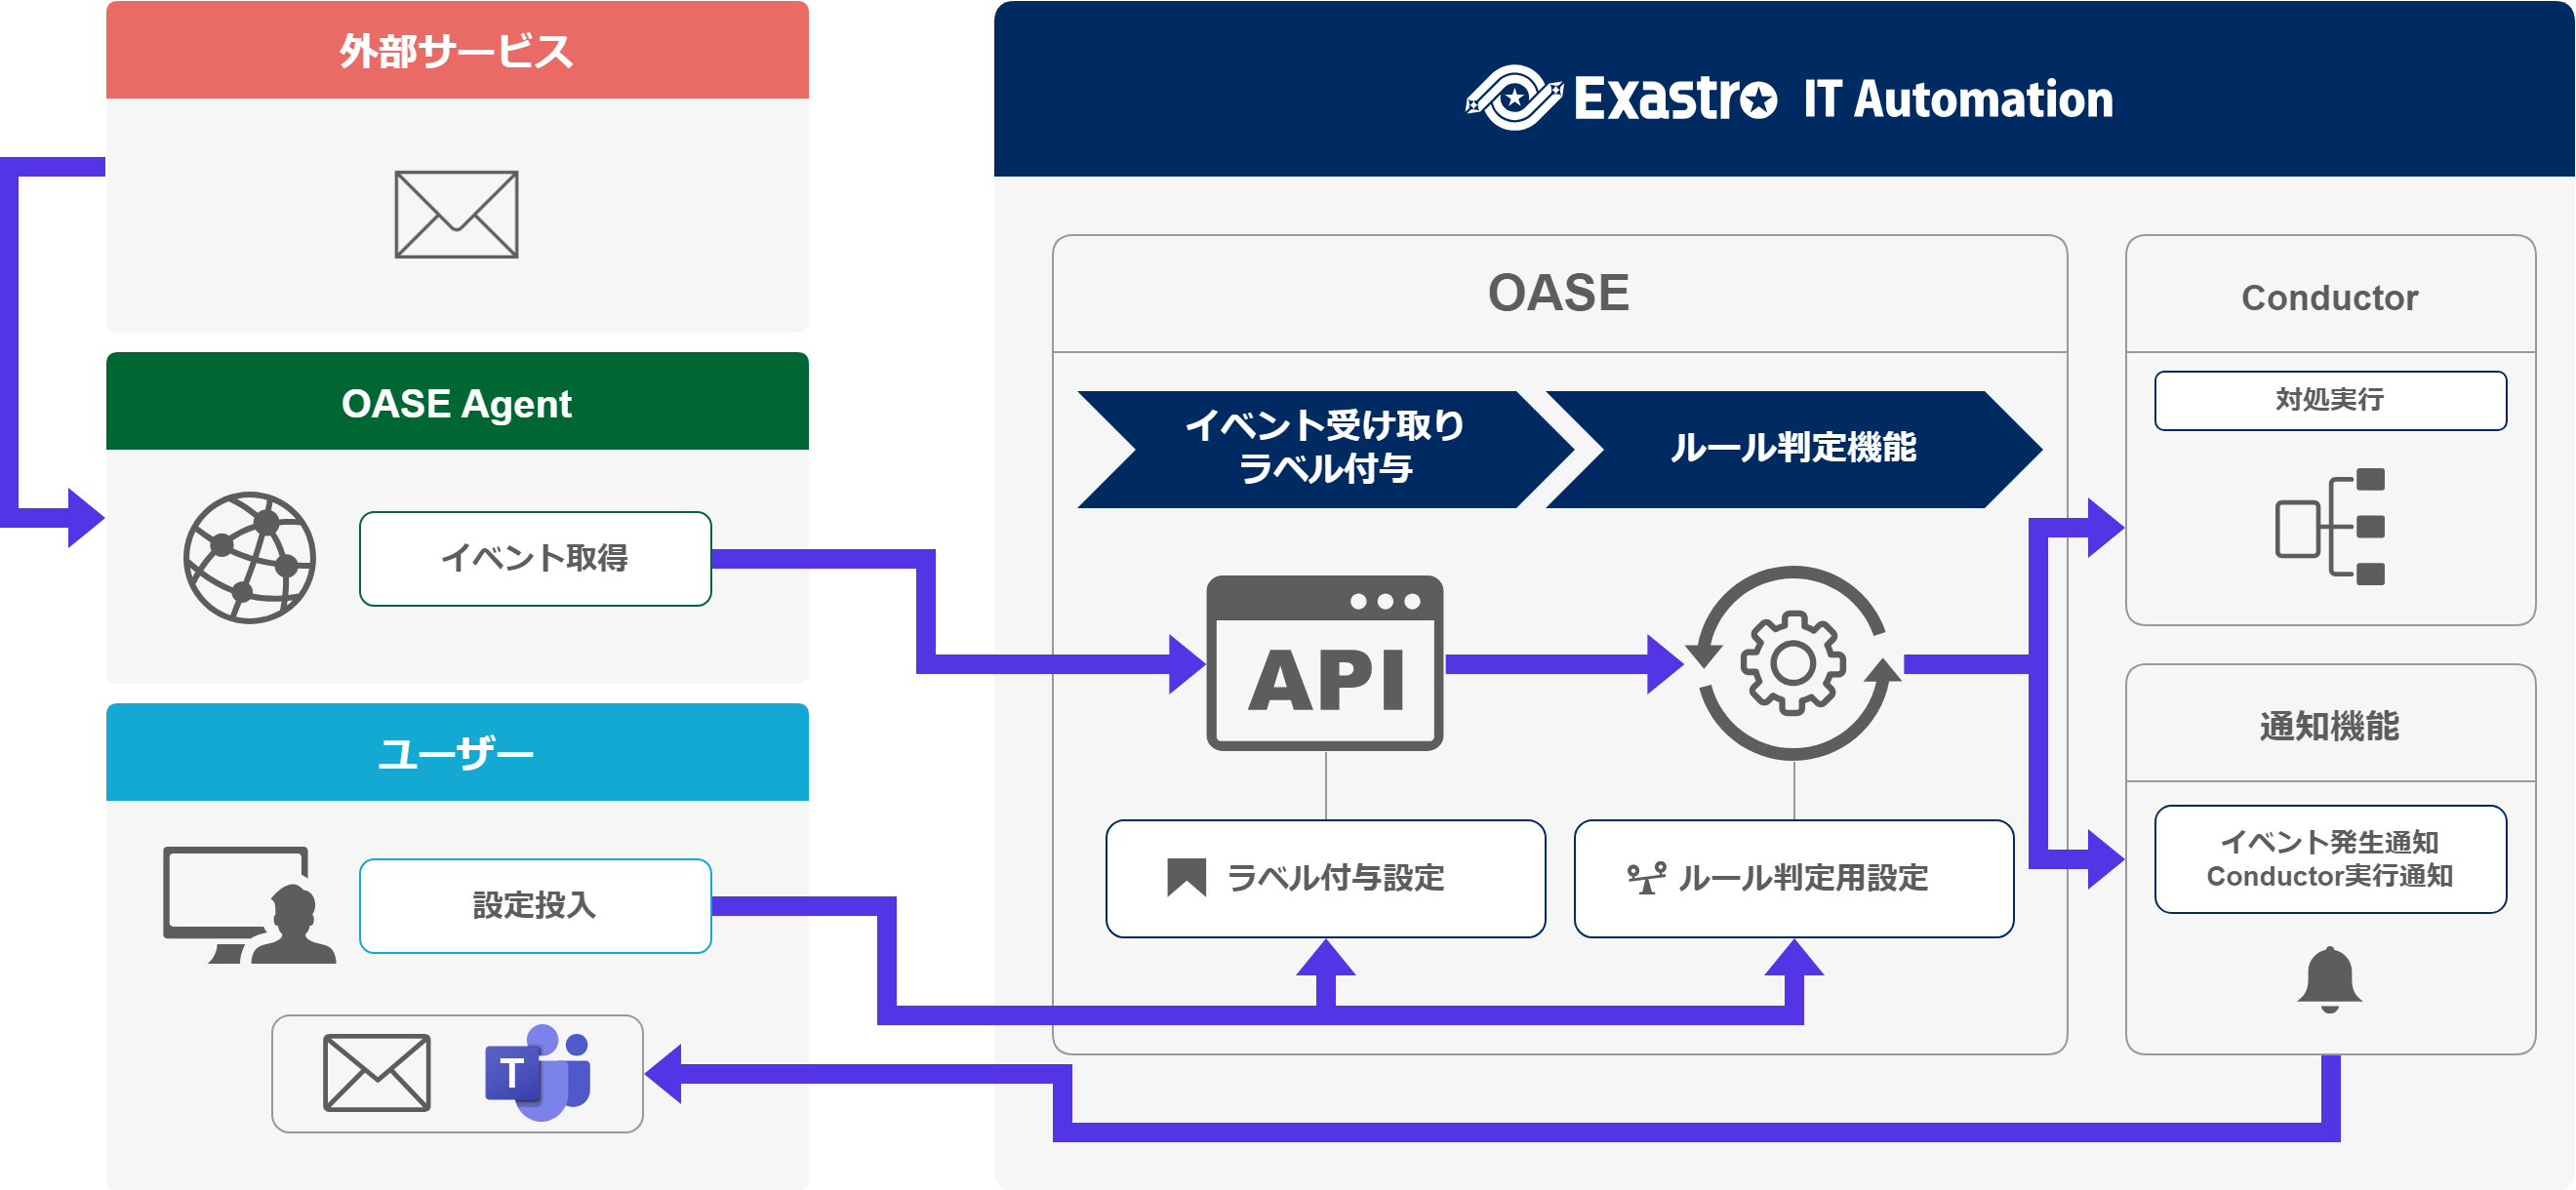 外部サービス
OASE Agent
イベント取得
ユーザー
設定投入
T
Exastro IT Automation
OASE
イベント受け取り
ラベル付与
ルール判定機能
API
ラベル付与設定
ルール判定用設定
Conductor
対処実行
通知機能
イベント発生通知
Conductor実行通知